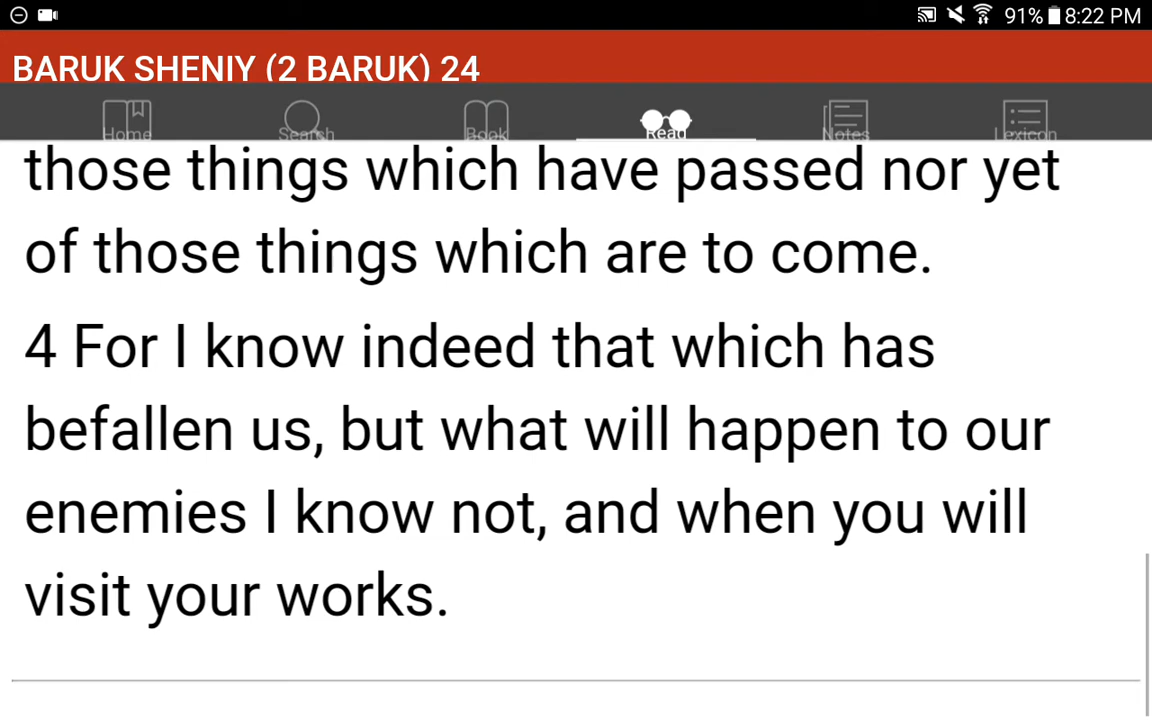 91% 8:22 PM
BARUK SHENIY (2 BARUK) 24
Home Search Book Read Notes Lexicon
those things which have passed nor yet
of those things which are to come.
4 For I know indeed that which has
befallen us, but what will happen to our
enemies I know not, and when you will
visit your works.